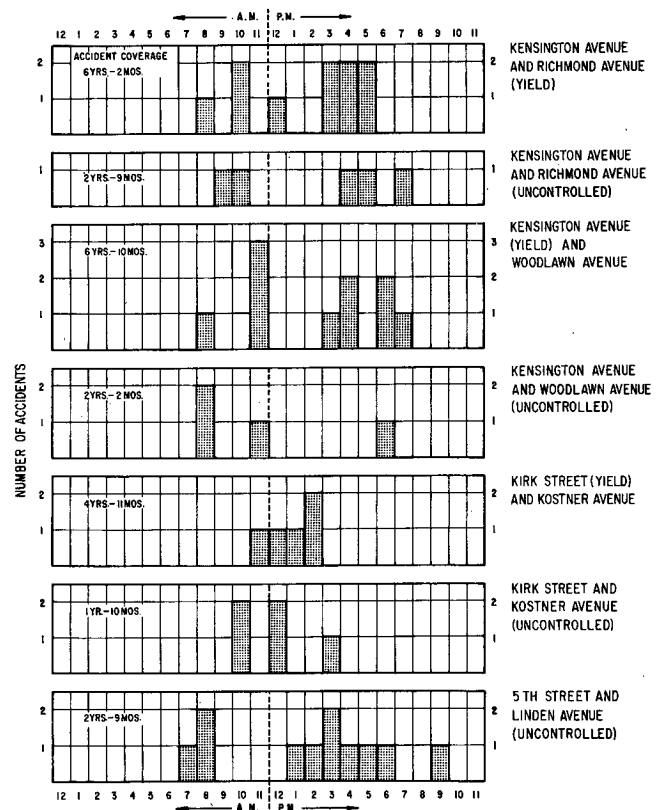 A.M. P.M.
12 1 2 3 4 5 6 7 8 9 10 11 12 1 2 3 4 5 6 7 8 9 10 11
NUMBER OF ACCIDENTS
2
1
ACCIDENT COVERAGE
6YRS.-2MOS.
2
1
KENSINGTON AVENUE
AND RICHMOND AVENUE
(YIELD)
1
2YRS.-9MOS.
1
KENSINGTON AVENUE
AND RICHMOND AVENUE
(UNCONTROLLED)
3
2
1
6YRS.-10MOS.
3
2
1
KENSINGTON AVENUE
(YIELD) AND
WOODLAWN AVENUE
2
1
2YRS.-2MOS.
2
1
KENSINGTON AVENUE
AND WOODLAWN AVENUE
(UNCONTROLLED)
2
1
4YRS.-11MOS.
2
1
KIRK STREET (YIELD)
AND KOSTNER AVENUE
2
1
1YR.-10MOS.
2
1
KIRK STREET AND
KOSTNER AVENUE
(UNCONTROLLED)
2
1
2YRS.-9MOS.
2
1
5TH STREET AND
LINDEN AVENUE
(UNCONTROLLED)
12 1 2 3 4 5 6 7 8 9 10 11 12 1 2 3 4 5 6 7 8 9 10 11
A.M. PM